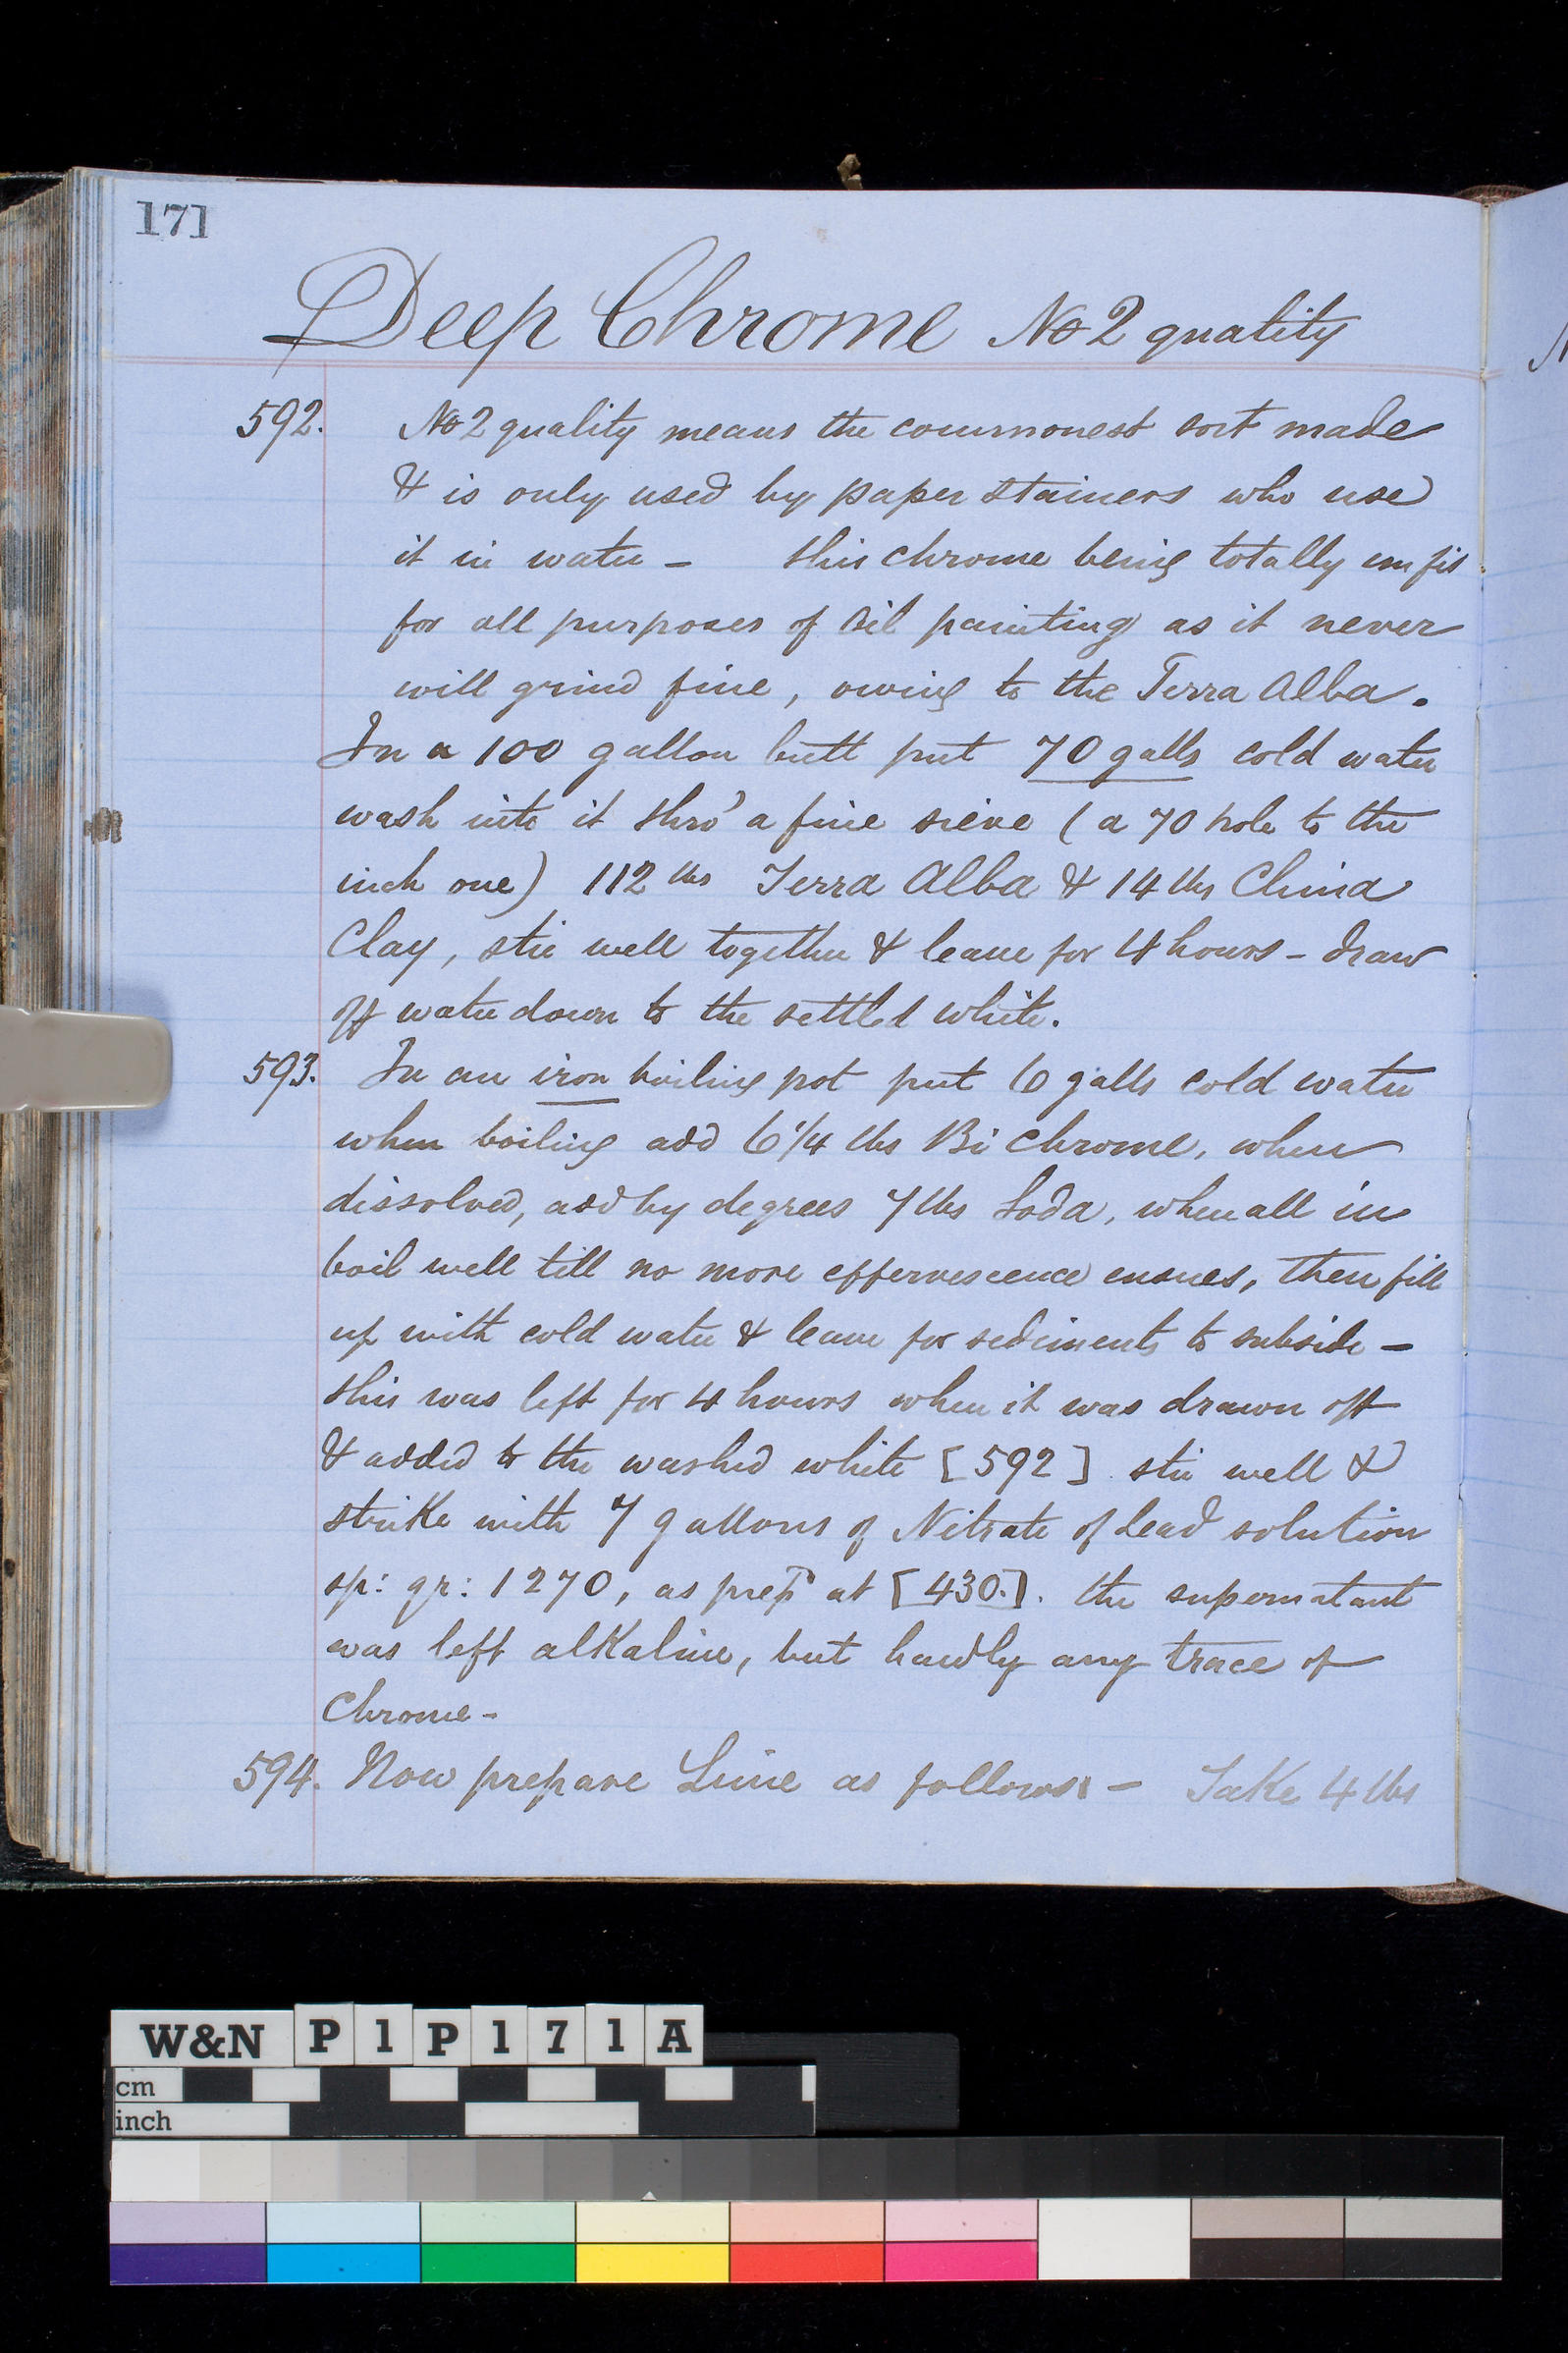 171
Deep Chrome No 2 quality
592. No 2 quality means the commonest sort made
& is only used by paper stainers who use
it in water – this chrome being totally unfit
for all purposes of Oil painting as it never
will grind fine, owing to the Terra Alba.
In a 100 gallon butt put 70 galls cold water
wash into it thro' a fine sieve ( a 70 hole to the
inch one) 112 lbs Terra Alba & 14 lbs China
Clay, stir well together & leave for 4 hours – draw
off water down to the settled white.
593. In an iron boiling pot put 6 galls cold water
when boiling add 6 1/4 lbs Bi Chrome, when
dissolved, add by degrees 7 lbs Soda, when all in
boil well till no more effervescence ensues, then fill
up with cold water & leave for sediments to subside –
this was left for 4 hours when it was drawn off
& added to the washed white [592] stir well &
strike with 7 gallons of Nitrate of Lead solution
sp: gr: 1270, as prepd at [430.]. the supernatant
was left alkaline, but hardly any trace of
Chrome –
594. Now prepare Lime as follows – Take 4 lbs
W&N P1P171A
cm
inch